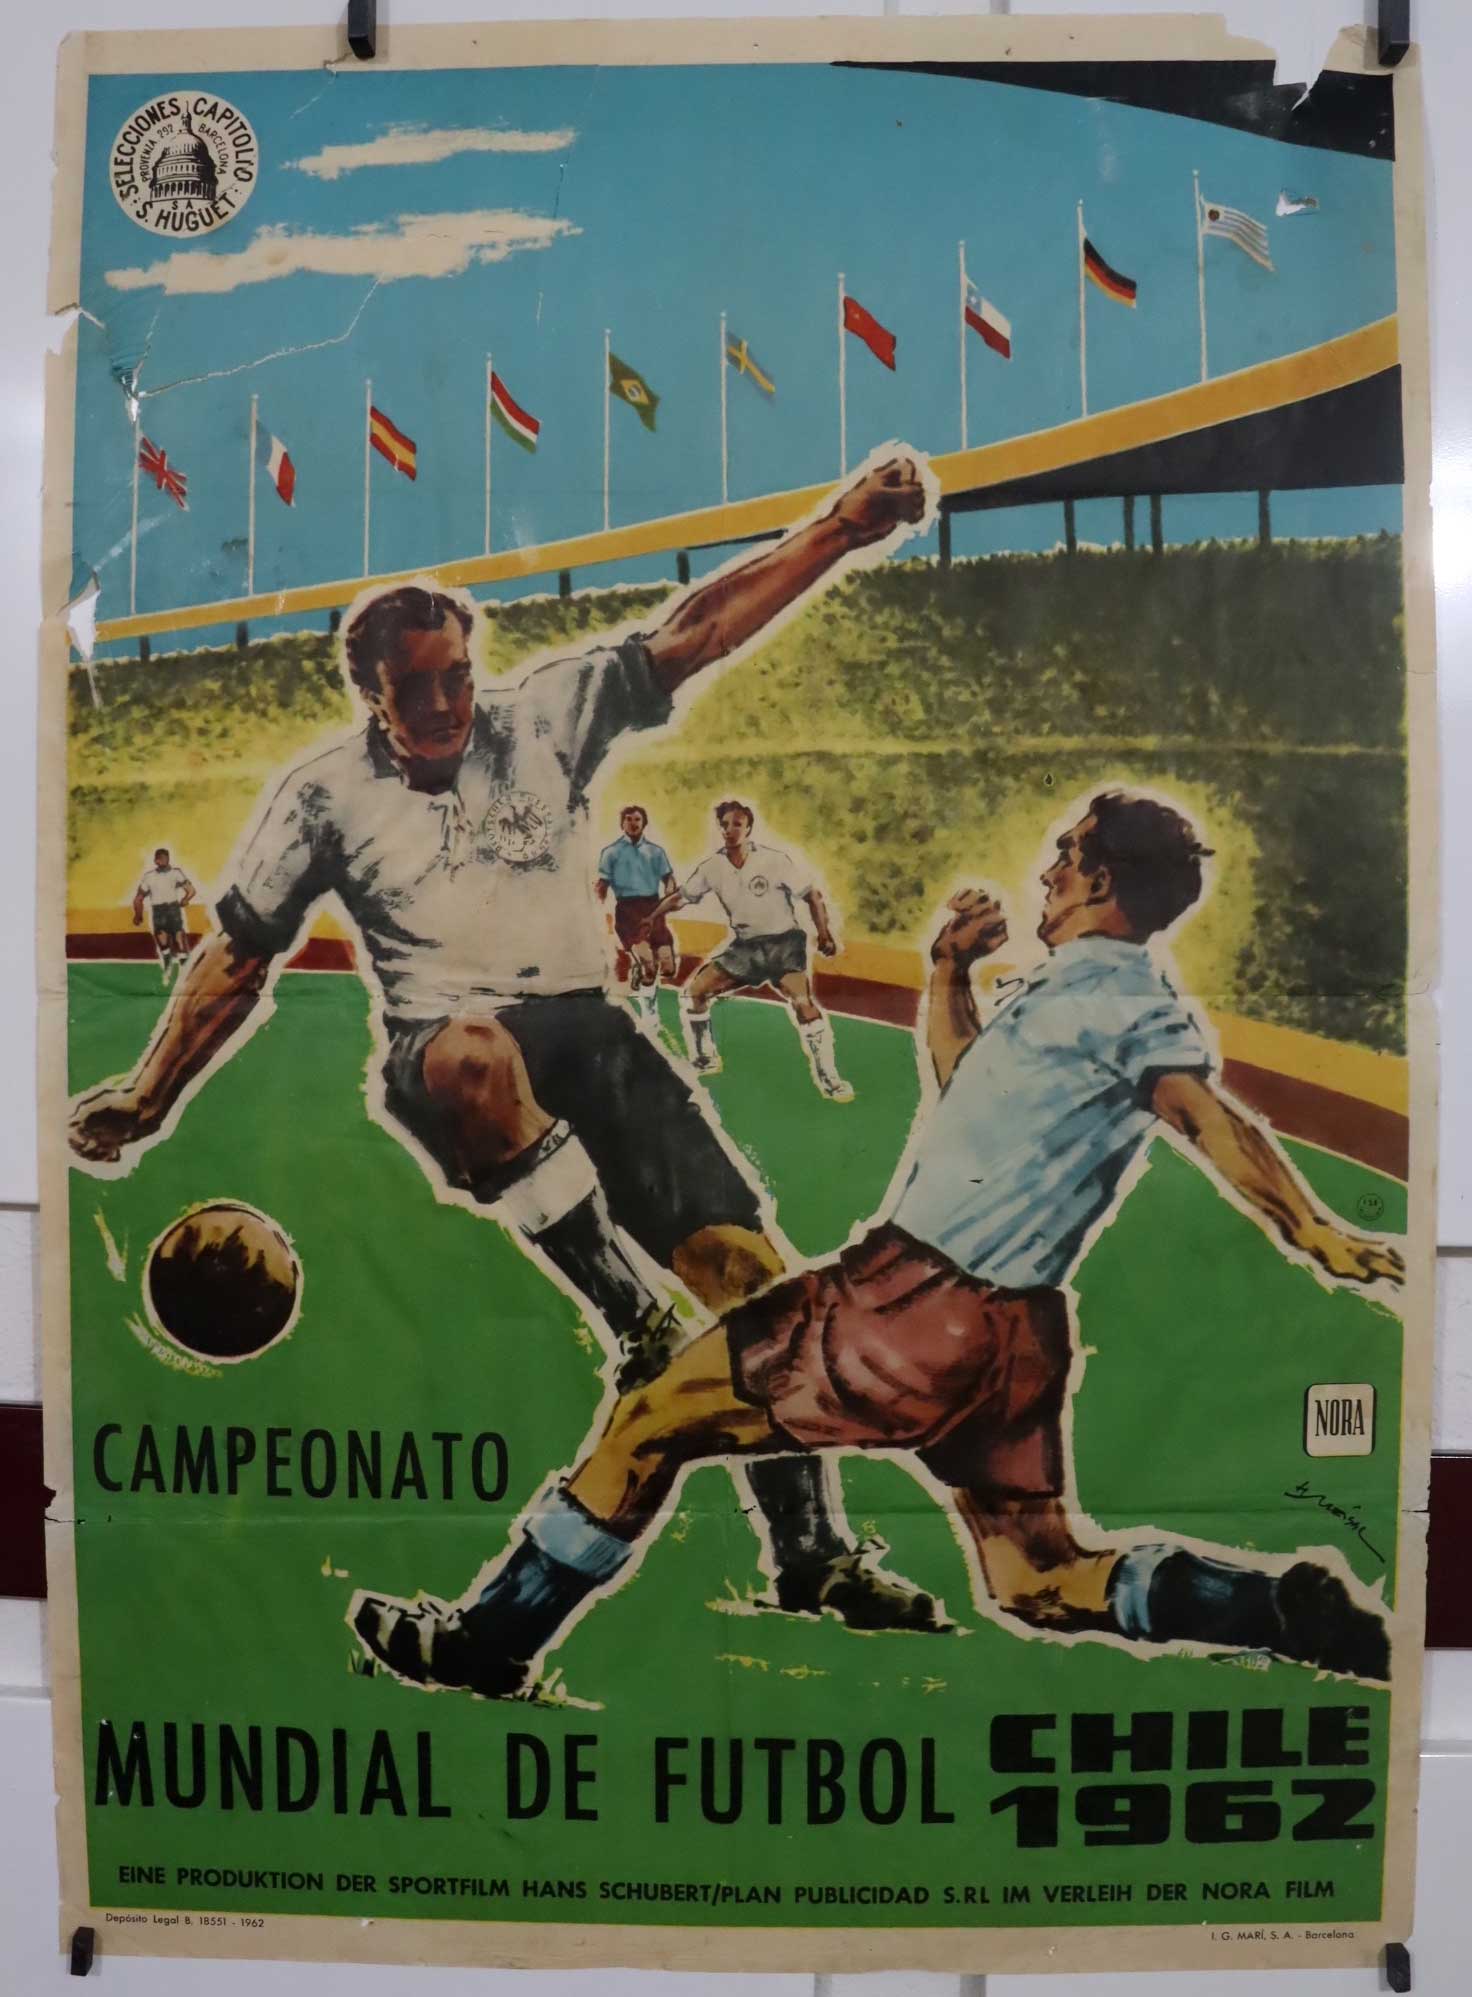 SELECCIONES CAPITOLIO
PROVENZA 292 BARCELONA
S A
S. HUGUET
NORA
CAMPEONATO
MUNDIAL DE FUTBOL CHILE
1962
EINE PRODUKTION DER SPORTFILM HANS SCHUBERT/PLAN PUBLICIDAD S.RL IM VERLEIH DER NORA FILM
Depósito Legal B. 18551 - 1962
I. G. MARÍ, S. A. - Barcelona